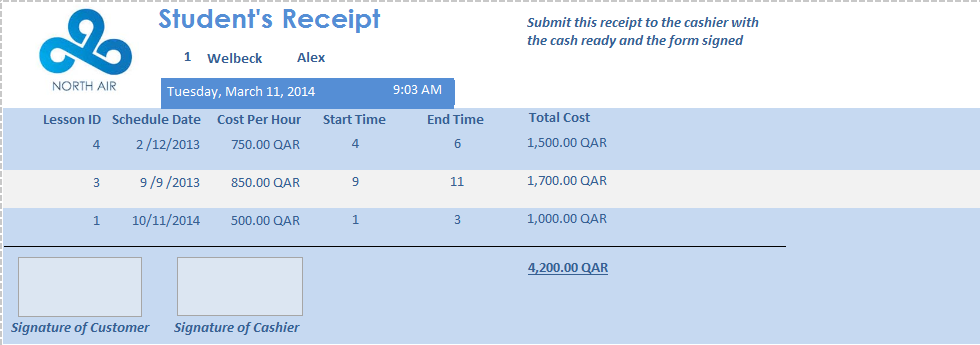 Student's Receipt
Submit this receipt to the cashier with
the cash ready and the form signed
1 Welbeck Alex
NORTH AIR
Tuesday, March 11, 2014 9:03 AM
Lesson ID Schedule Date Cost Per Hour Start Time End Time Total Cost
4 2 /12/2013 750.00 QAR 4 6 1,500.00 QAR
3 9 /9 /2013 850.00 QAR 9 11 1,700.00 QAR
1 10/11/2014 500.00 QAR 1 3 1,000.00 QAR
4,200.00 QAR
Signature of Customer Signature of Cashier